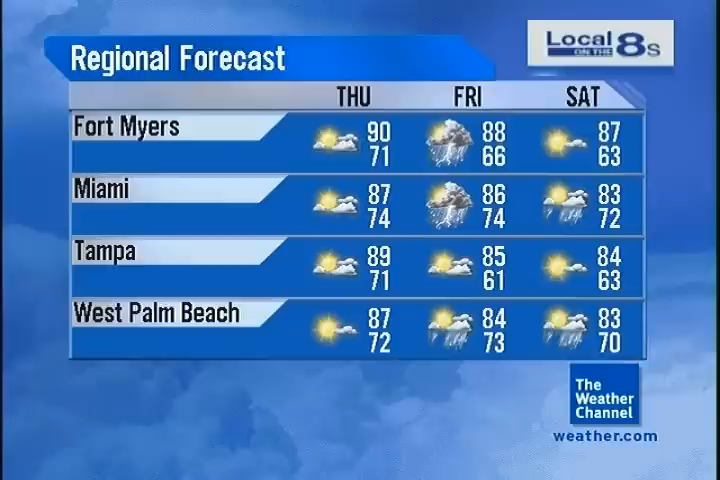 Local
ON THE 8s
Regional Forecast
THU FRI SAT
Fort Myers 90 88 87
71 66 63
Miami 87 86 83
74 74 72
Tampa 89 85 84
71 61 63
West Palm Beach 87 84 83
72 73 70
The
Weather
Channel
weather.com